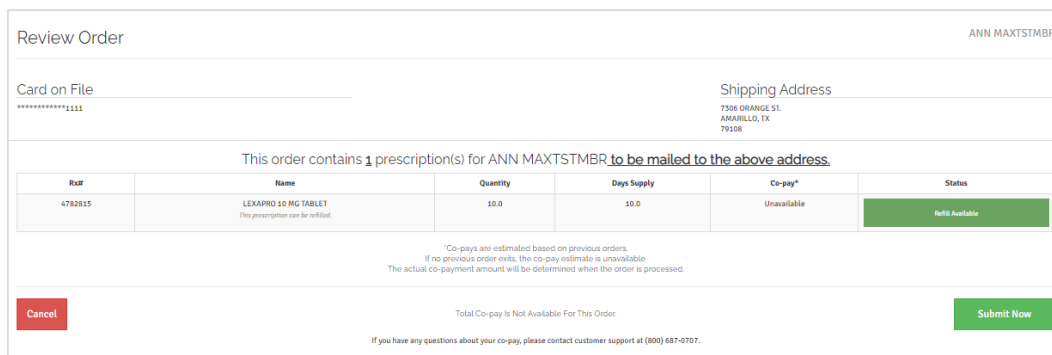 Review Order
ANN MAXTSTMBR
Card on File
************1111
Shipping Address
7306 ORANGE ST.
AMARILLO, TX
79108
This order contains 1 prescription(s) for ANN MAXTSTMBR to be mailed to the above address.
Rx# Name Quantity Days Supply Co-pay* Status
4782815 LEXAPRO 10 MG TABLET 10.0 10.0 Unavailable Refill Available
This prescription can be refilled.
*Co-pays are estimated based on previous orders.
If no previous order exits, the co-pay estimate is unavailable.
The actual co-payment amount will be determined when the order is processed.
Cancel
Total Co-pay Is Not Available For This Order.
Submit Now
If you have any questions about your co-pay, please contact customer support at (800) 687-0707.